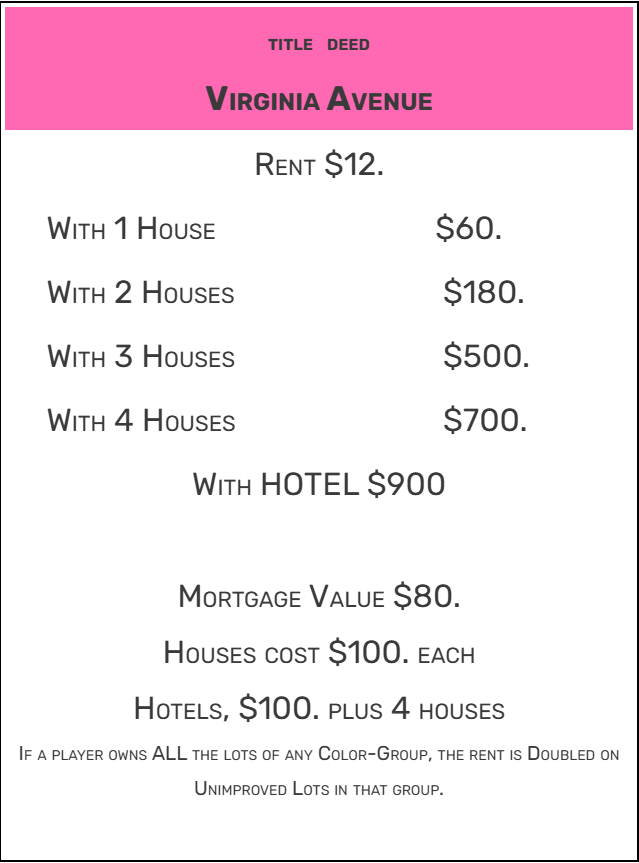 TITLE DEED
VIRGINIA AVENUE
RENT $12.
WITH 1 HOUSE $60.
WITH 2 HOUSES $180.
WITH 3 HOUSES $500.
WITH 4 HOUSES $700.
WITH HOTEL $900
MORTGAGE VALUE $80.
HOUSES COST $100. EACH
HOTELS, $100. PLUS 4 HOUSES
IF A PLAYER OWNS ALL THE LOTS OF ANY COLOR-GROUP, THE RENT IS DOUBLED ON
UNIMPROVED LOTS IN THAT GROUP.